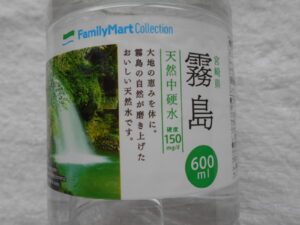 FamilyMart Collection
宮崎県
霧島
天然中硬水
硬度
150
mg/ℓ
大地の恵みを体に。
霧島の自然が磨き上げた
おいしい天然水です。
600
ml